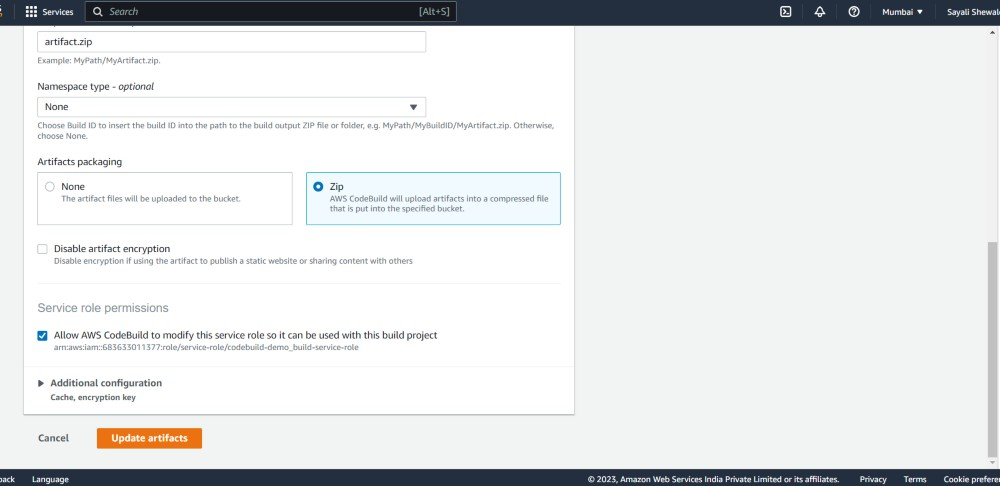 Services
Search
[Alt+S]
Mumbai
Sayali Shewal
artifact.zip
Example: MyPath/MyArtifact.zip.
Namespace type - optional
None
Choose Build ID to insert the build ID into the path to the build output ZIP file or folder, e.g. MyPath/MyBuildID/MyArtifact.zip. Otherwise,
choose None.
Artifacts packaging
None
The artifact files will be uploaded to the bucket.
Zip
AWS CodeBuild will upload artifacts into a compressed file
that is put into the specified bucket.
Disable artifact encryption
Disable encryption if using the artifact to publish a static website or sharing content with others
Service role permissions
Allow AWS CodeBuild to modify this service role so it can be used with this build project
arn:aws:iam::683633011377:role/service-role/codebuild-demo_build-service-role
Additional configuration
Cache, encryption key
Cancel
Update artifacts
back
Language
© 2023, Amazon Web Services India Private Limited or its affiliates.
Privacy
Terms
Cookie prefere